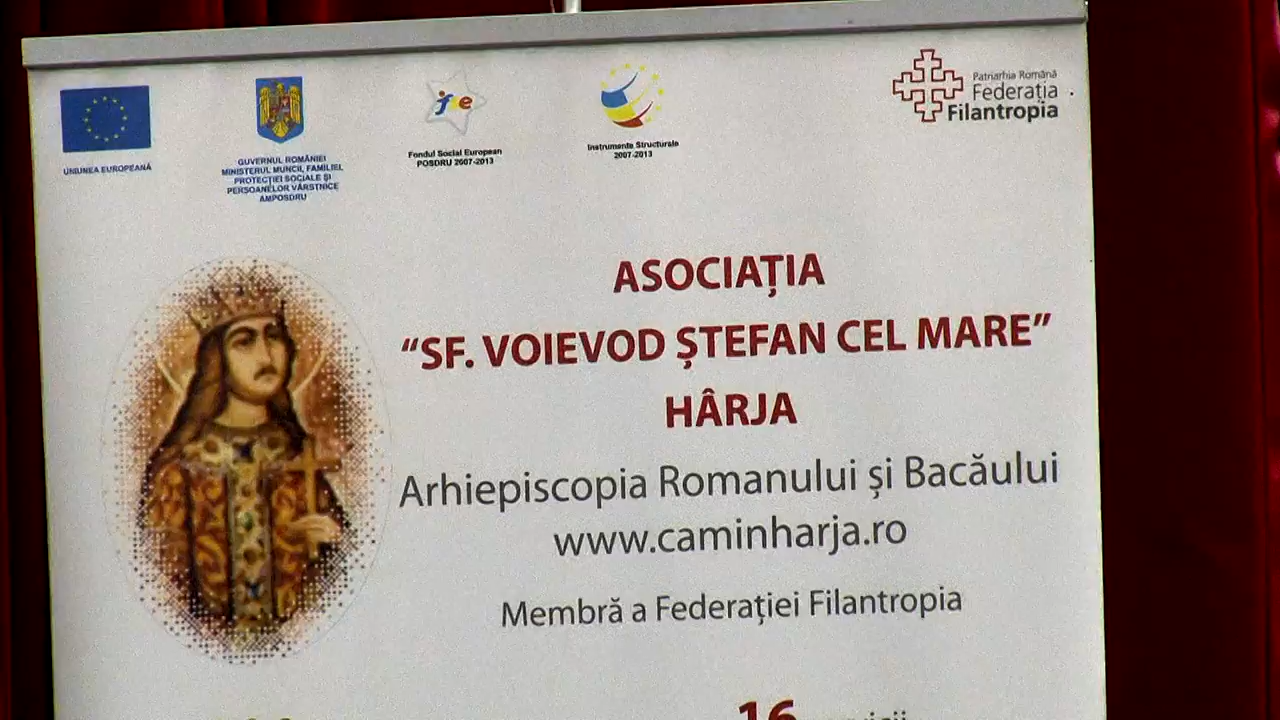 UNIUNEA EUROPEANĂ
GUVERNUL ROMÂNIEI
MINISTERUL MUNCII, FAMILIEI,
PROTECȚIEI SOCIALE ȘI
PERSOANELOR VÂRSTNICE
AMPOSDRU
fse
Fondul Social European
POSDRU 2007-2013
Instrumente Structurale
2007-2013
Patriarhia Română
Federația
Filantropia
ASOCIAȚIA
“SF. VOIEVOD ȘTEFAN CEL MARE”
HÂRJA
Arhiepiscopia Romanului și Bacăului
www.caminharja.ro
Membră a Federației Filantropia
16